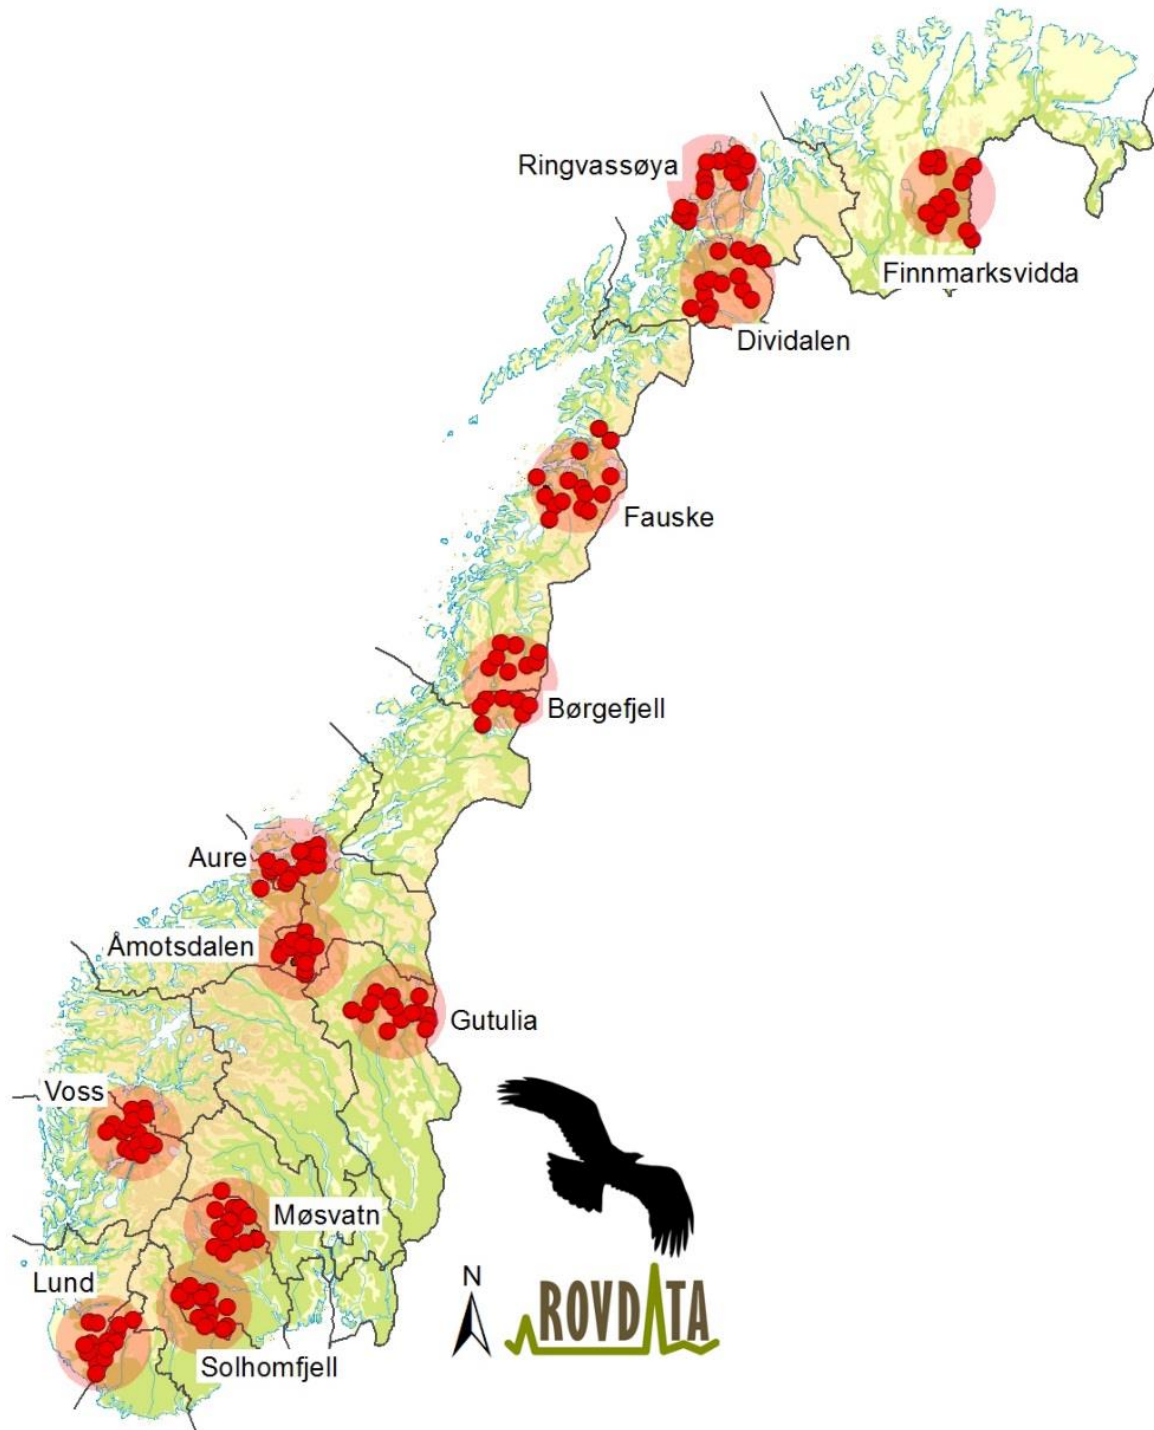 Ringvassøya
Finnmarksvidda
Dividalen
Fauske
Børgefjell
Aure
Åmotsdalen
Gutulia
Voss
Møsvatn
Lund
N
ROVDATA
Solhomfjell